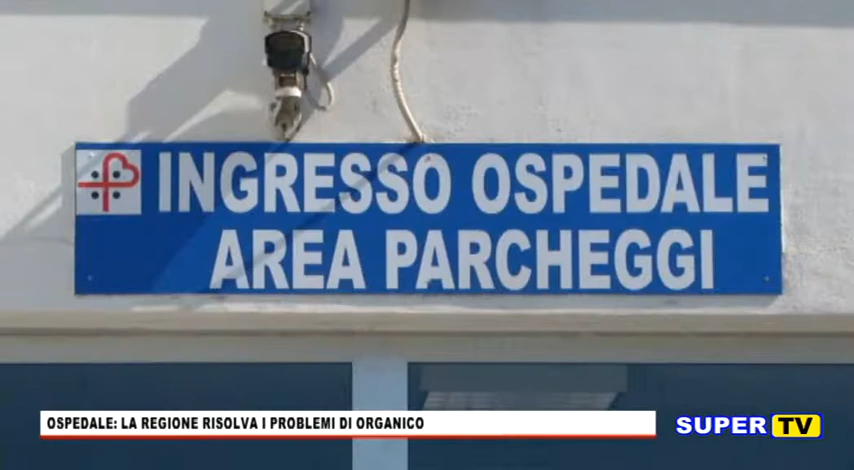 INGRESSO OSPEDALE
AREA PARCHEGGI
OSPEDALE: LA REGIONE RISOLVA I PROBLEMI DI ORGANICO
SUPER TV